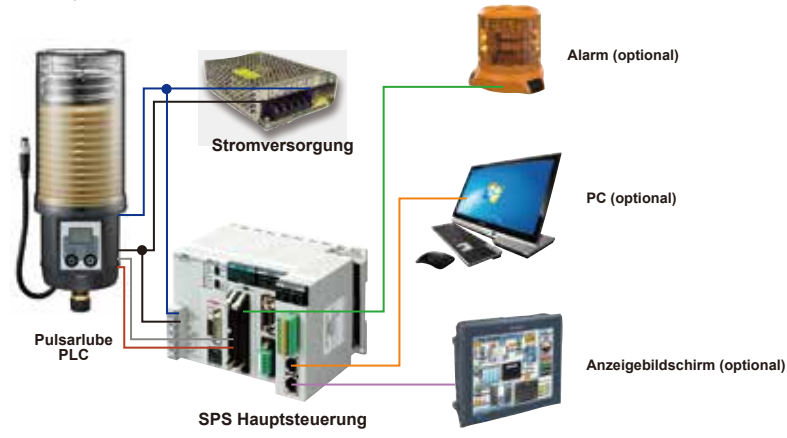 Alarm (optional)
Stromversorgung
PC (optional)
Pulsarlube
PLC
SPS Hauptsteuerung
Anzeigebildschirm (optional)